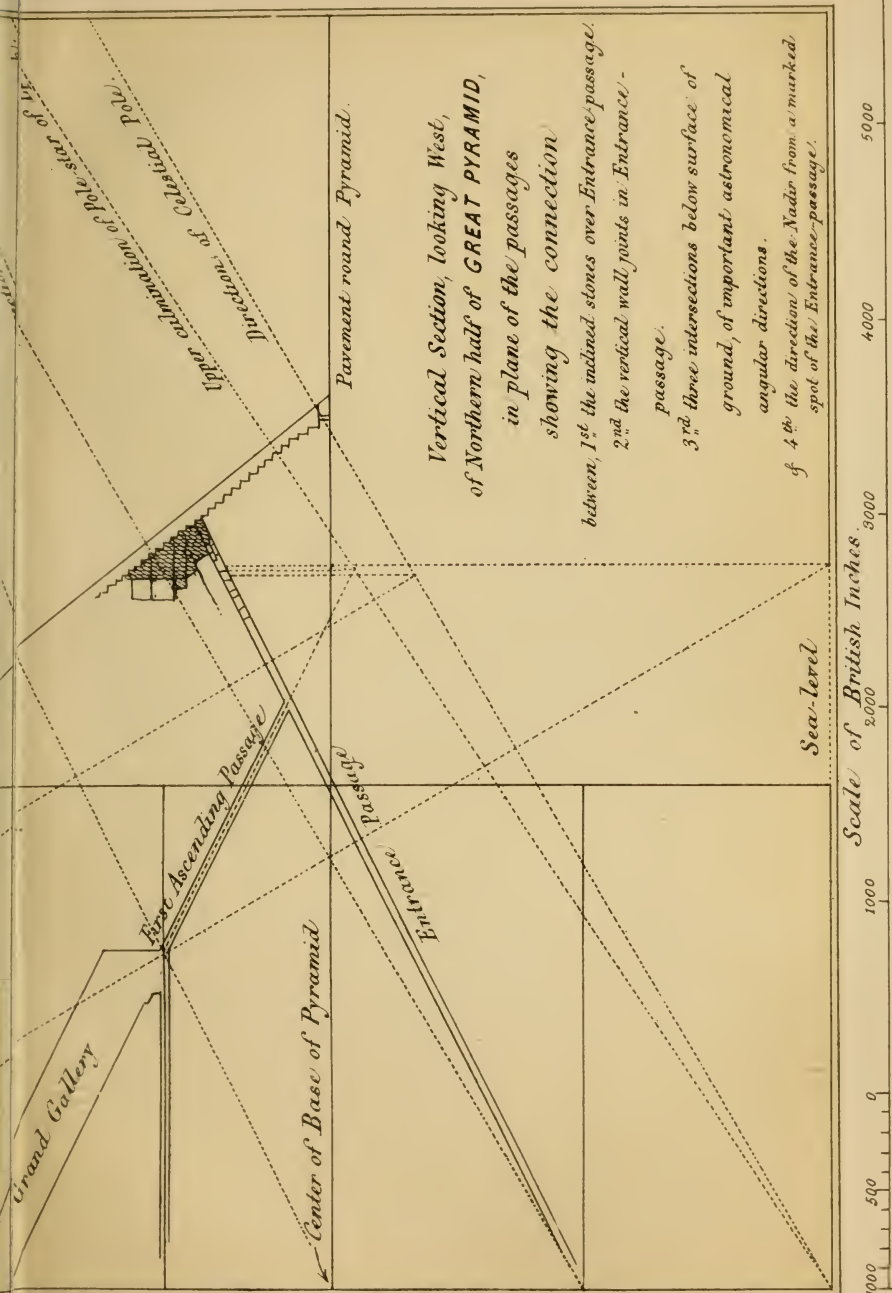 Vertical Section, looking West,
of Northern half of GREAT PYRAMID,
in plane of the passages
showing the connection
between, 1st the inclined stones over Entrance-passage.
2nd the vertical wall joints in Entrance-
passage.
3rd three intersections below surface of
ground, of important astronomical
angular directions.
& 4th the direction of the Nadir from a marked
spot of the Entrance-passage.
Upper culmination of Pole star of
Direction of Celestial Pole.
Pavement round Pyramid.
Grand Gallery
First Ascending Passage
Entrance Passage
Center of Base of Pyramid
Sea-level
Scale of British Inches.
000 500 0 1000 2000 3000 4000 5000